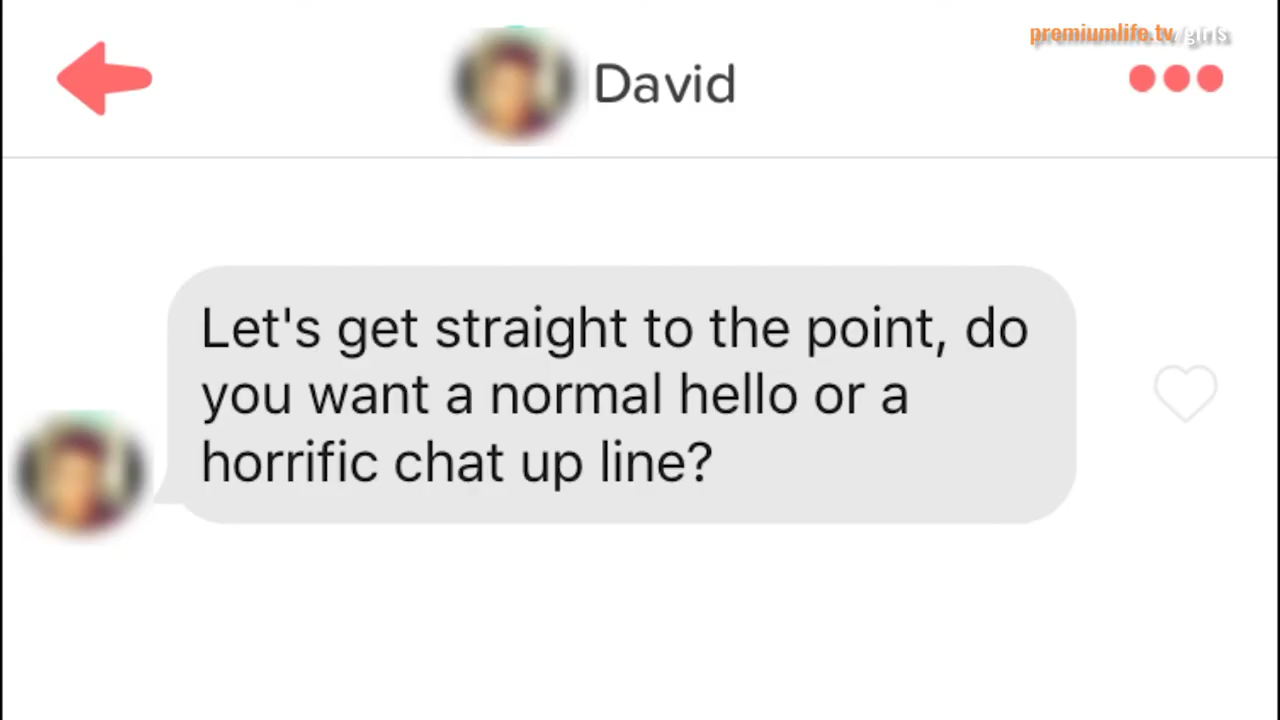 premiumlife.tv/girls
David
Let's get straight to the point, do
you want a normal hello or a
horrific chat up line?